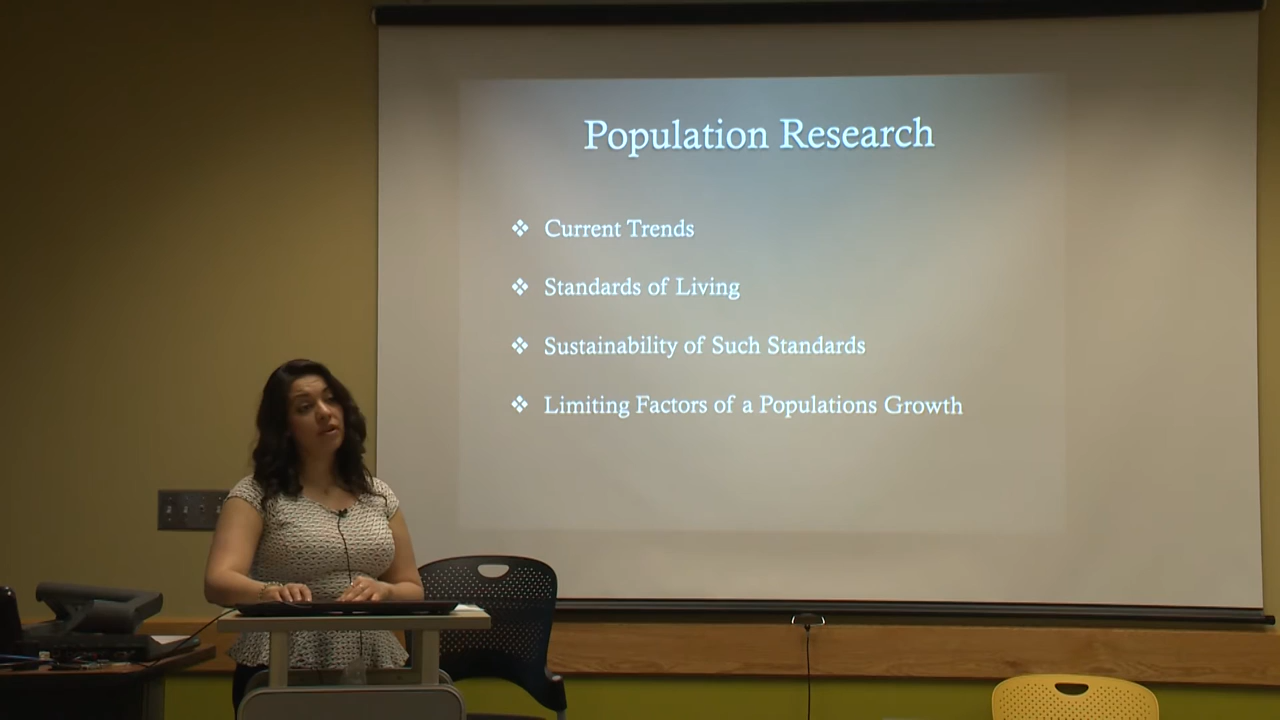 Population Research
❖ Current Trends
❖ Standards of Living
❖ Sustainability of Such Standards
❖ Limiting Factors of a Populations Growth